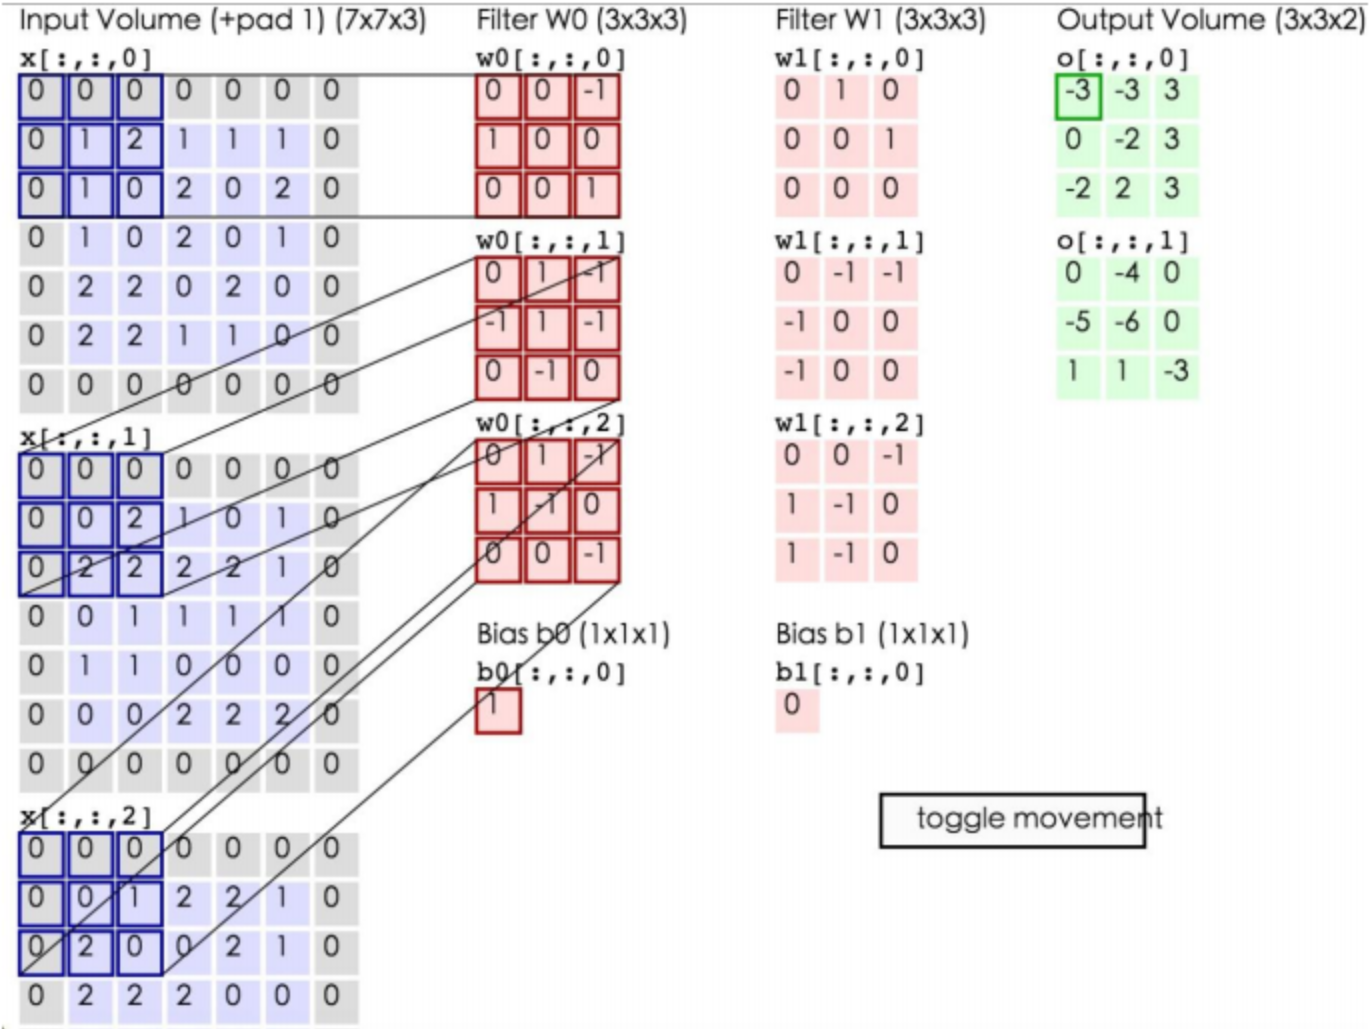 Input Volume (+pad 1) (7x7x3)
x[:,:,0]
0 0 0 0 0 0 0
0 1 2 1 1 1 0
0 1 0 2 0 2 0
0 1 0 2 0 1 0
0 2 2 0 2 0 0
0 2 2 1 1 0 0
0 0 0 0 0 0 0
x[:,:,1]
0 0 0 0 0 0 0
0 0 2 1 0 1 0
0 2 2 2 2 1 0
0 0 1 1 1 1 0
0 1 1 0 0 0 0
0 0 0 2 2 2 0
0 0 0 0 0 0 0
x[:,:,2]
0 0 0 0 0 0 0
0 0 1 2 2 1 0
0 2 0 0 2 1 0
0 2 2 2 0 0 0
Filter W0 (3x3x3)
w0[:,:,0]
0 0 -1
1 0 0
0 0 1
w0[:,:,1]
0 1 -1
-1 1 -1
0 -1 0
w0[:,:,2]
0 1 -1
1 -1 0
0 0 -1
Bias b0 (1x1x1)
b0[:,:,0]
1
Filter W1 (3x3x3)
w1[:,:,0]
0 1 0
0 0 1
0 0 0
w1[:,:,1]
0 -1 -1
-1 0 0
-1 0 0
w1[:,:,2]
0 0 -1
1 -1 0
1 -1 0
Bias b1 (1x1x1)
b1[:,:,0]
0
Output Volume (3x3x2)
o[:,:,0]
-3 -3 3
0 -2 3
-2 2 3
o[:,:,1]
0 -4 0
-5 -6 0
1 1 -3
toggle movement